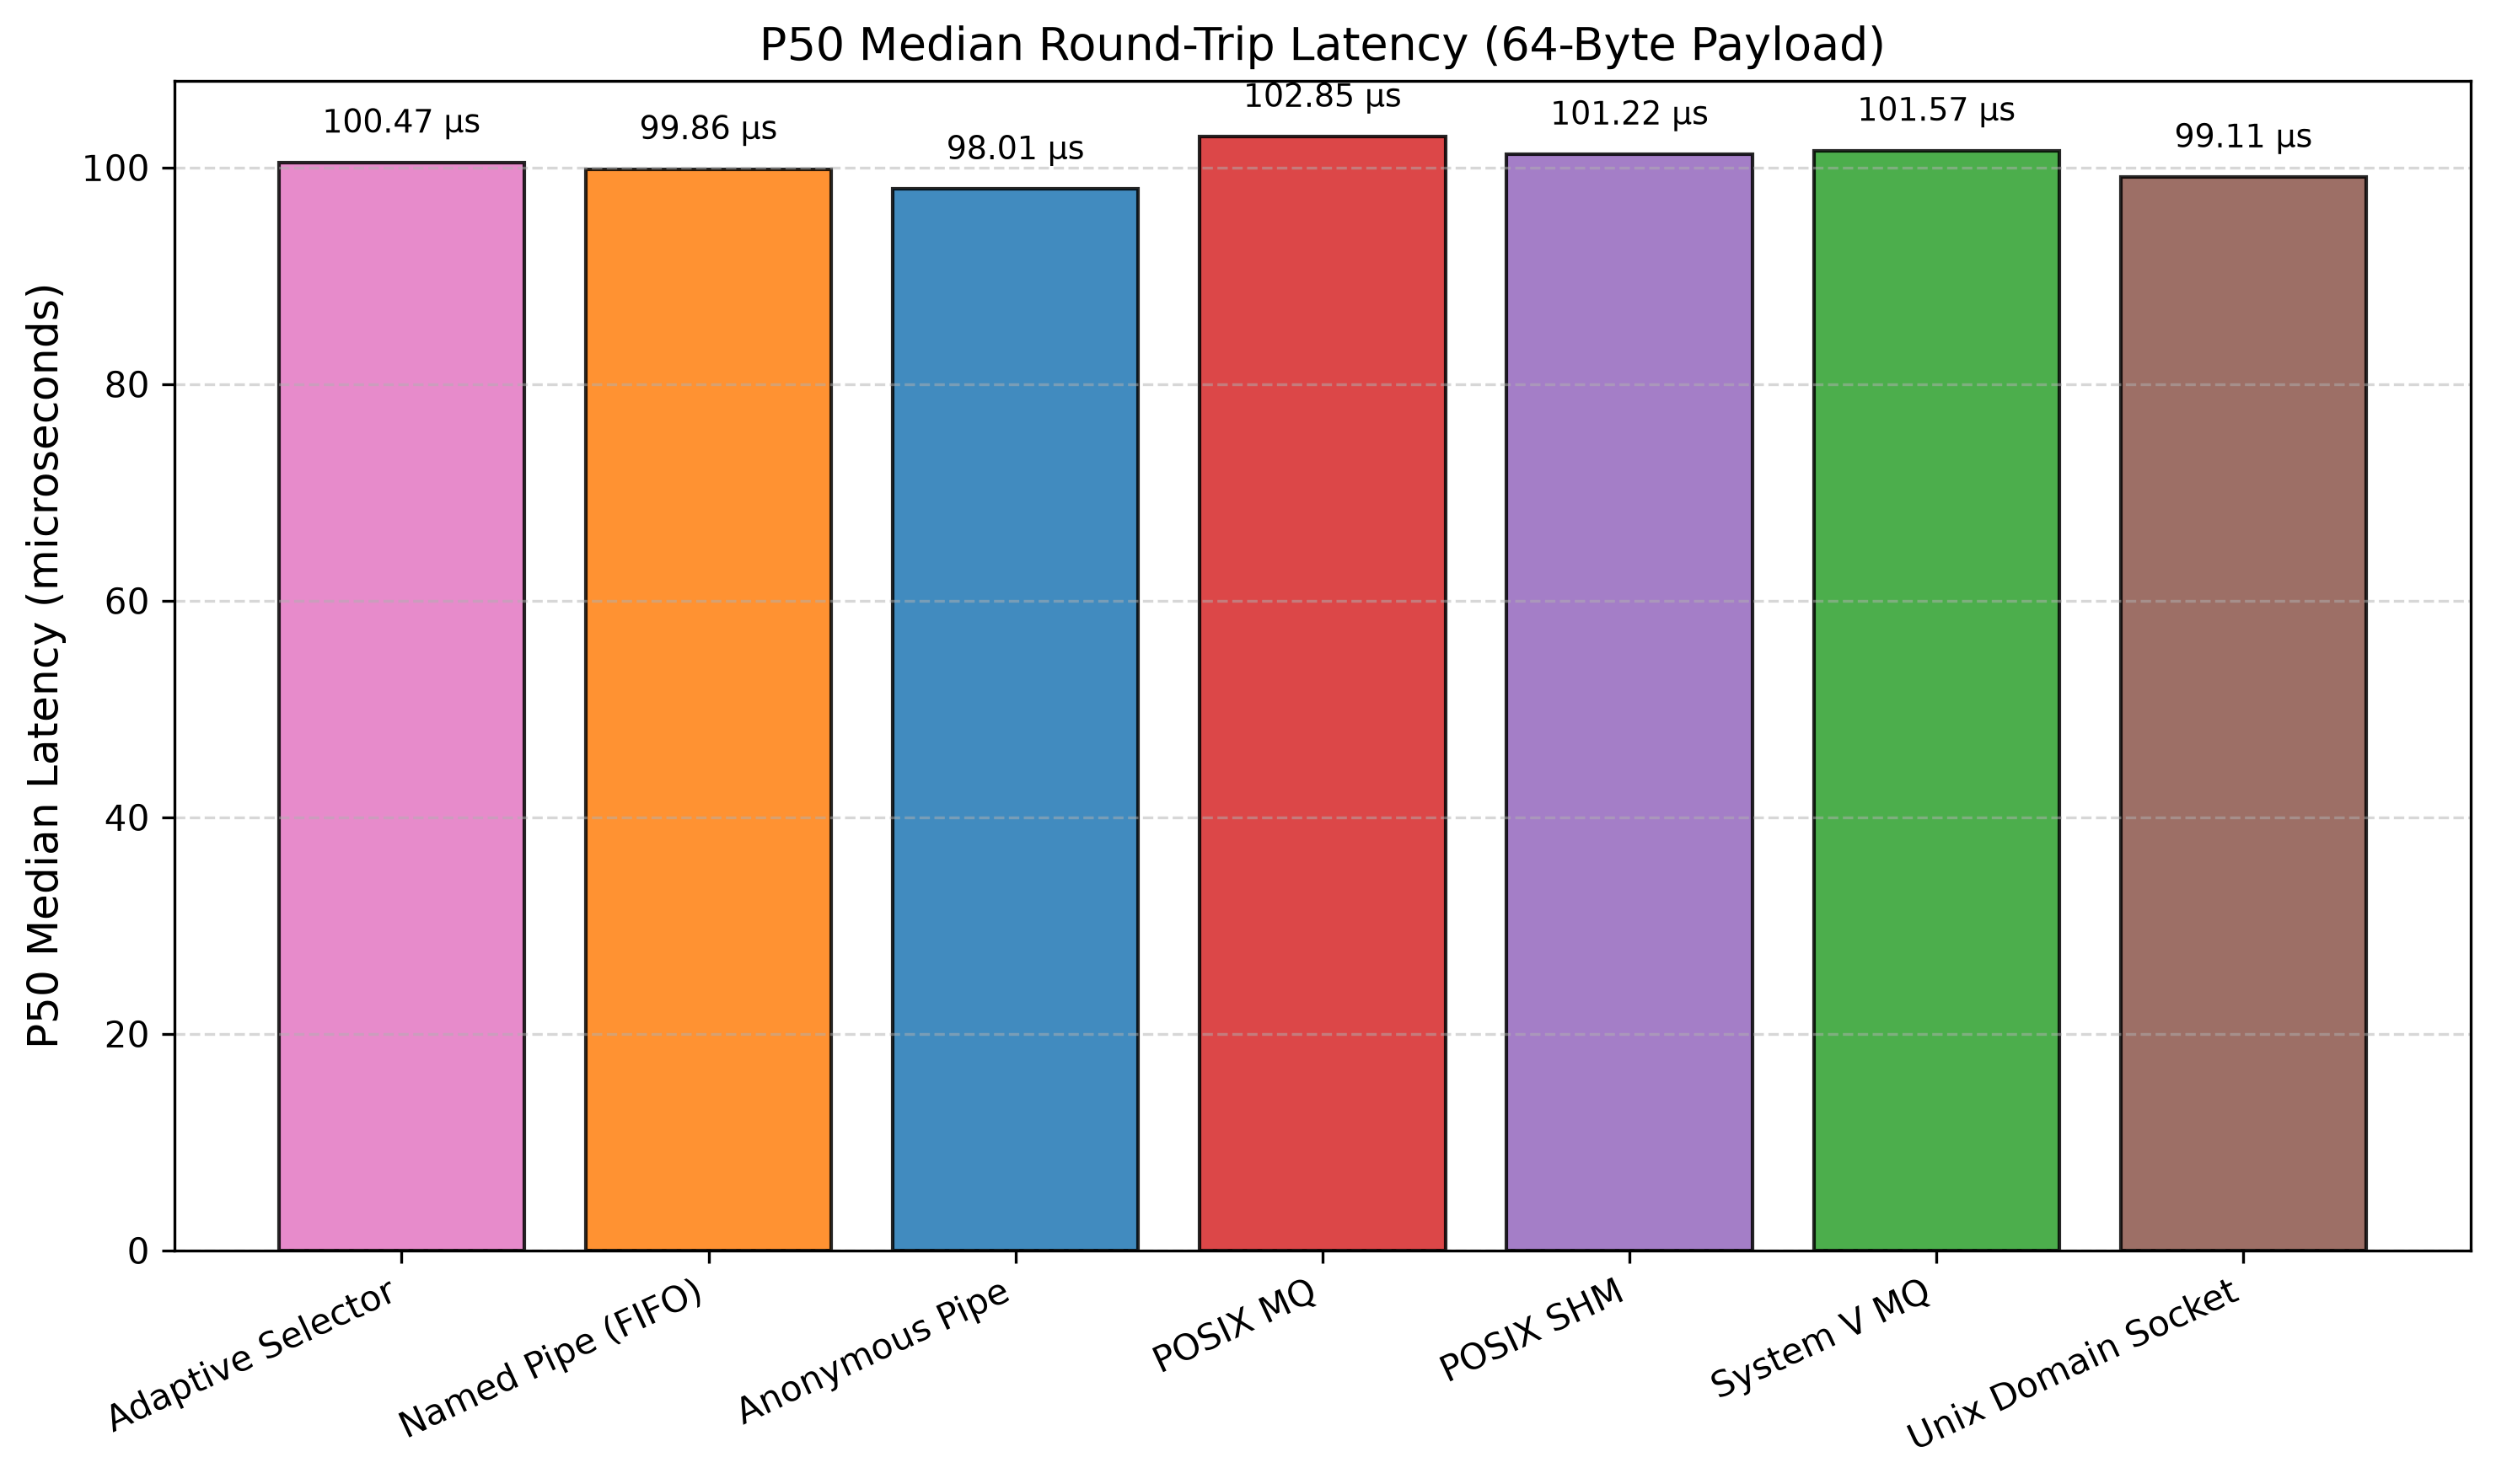 P50 Median Round-Trip Latency (64-Byte Payload)
P50 Median Latency (microseconds)
100
80
60
40
20
0
100.47 µs
99.86 µs
98.01 µs
102.85 µs
101.22 µs
101.57 µs
99.11 µs
Adaptive Selector
Named Pipe (FIFO)
Anonymous Pipe
POSIX MQ
POSIX SHM
System V MQ
Unix Domain Socket